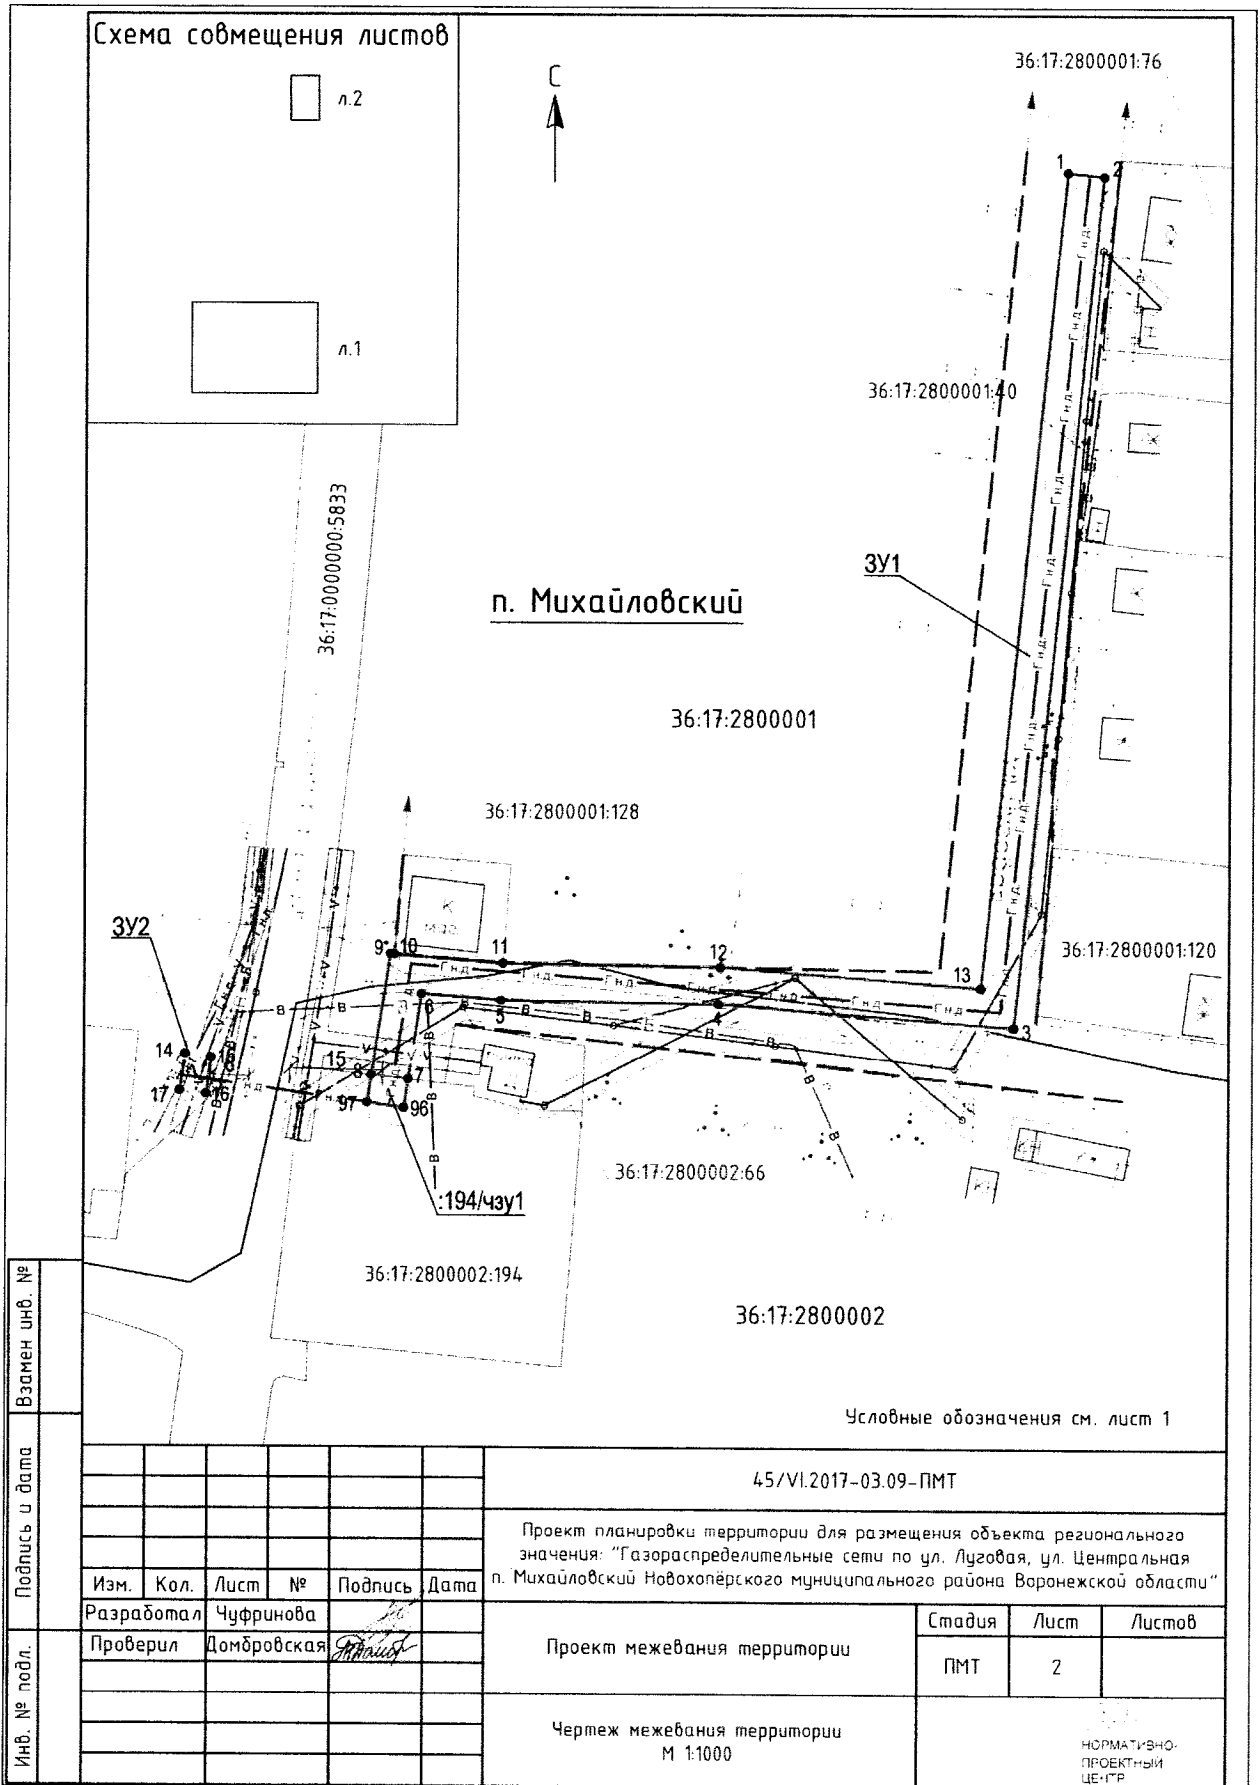 Схема совмещения листов
л.2
л.1
С
36:17:2800001:76
1
2
Гнд
36:17:2800001:40
36:17:0000000:5833
ЗУ1
п. Михайловский
36:17:2800001
36:17:2800001:128
К
ЗУ2
9
10
11
12
13
36:17:2800001:120
6
5
4
3
14
15
15
8
7
17
16
97
96
36:17:2800002:66
:194/чзу1
36:17:2800002:194
36:17:2800002
Условные обозначения см. лист 1
45/VI.2017-03.09-ПМТ
Проект планировки территории для размещения объекта регионального
значения: "Газораспределительные сети по ул. Луговая, ул. Центральная
п. Михайловский Новохопёрского муниципального района Воронежской области"
Изм. Кол. Лист № Подпись Дата
Разработал Чуфринова
Проверил Домбровская
Проект межевания территории
Стадия Лист Листов
ПМТ 2
Чертеж межевания территории
М 1:1000
НОРМАТИВНО-
ПРОЕКТНЫЙ
ЦЕНТР
Взамен инв. №
Подпись и дата
Инв. № подл.